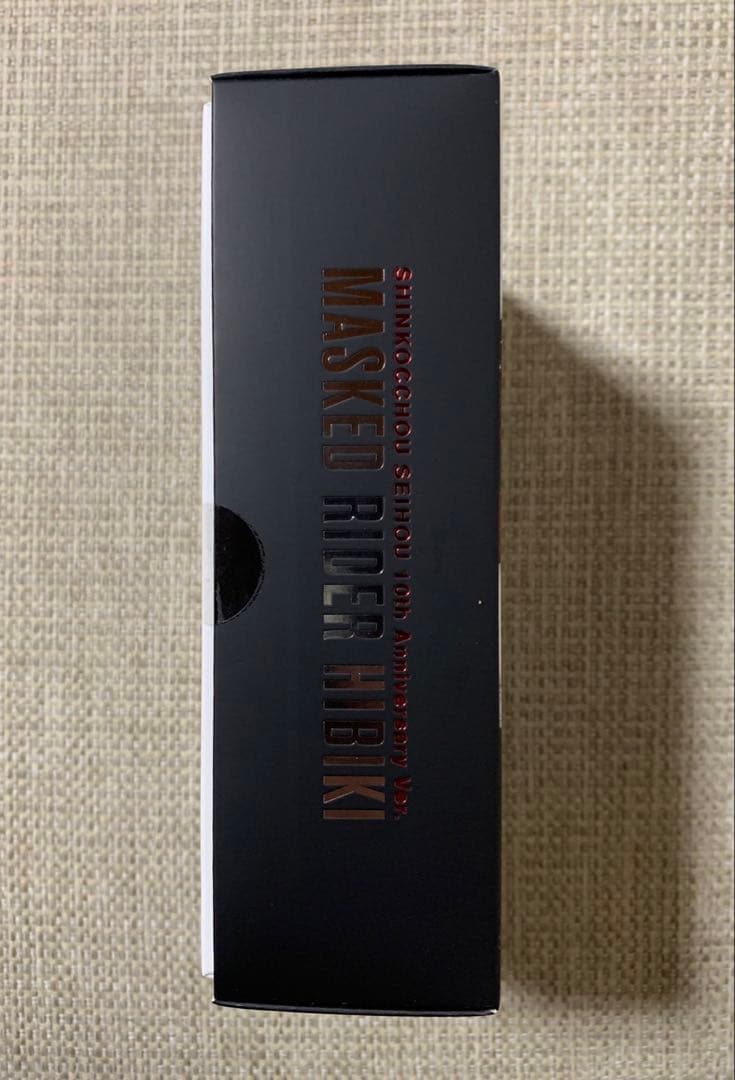 SHINKOCCHOU SEIHOU 10th Anniversary Ver.
MASKED RIDER HIBIKI